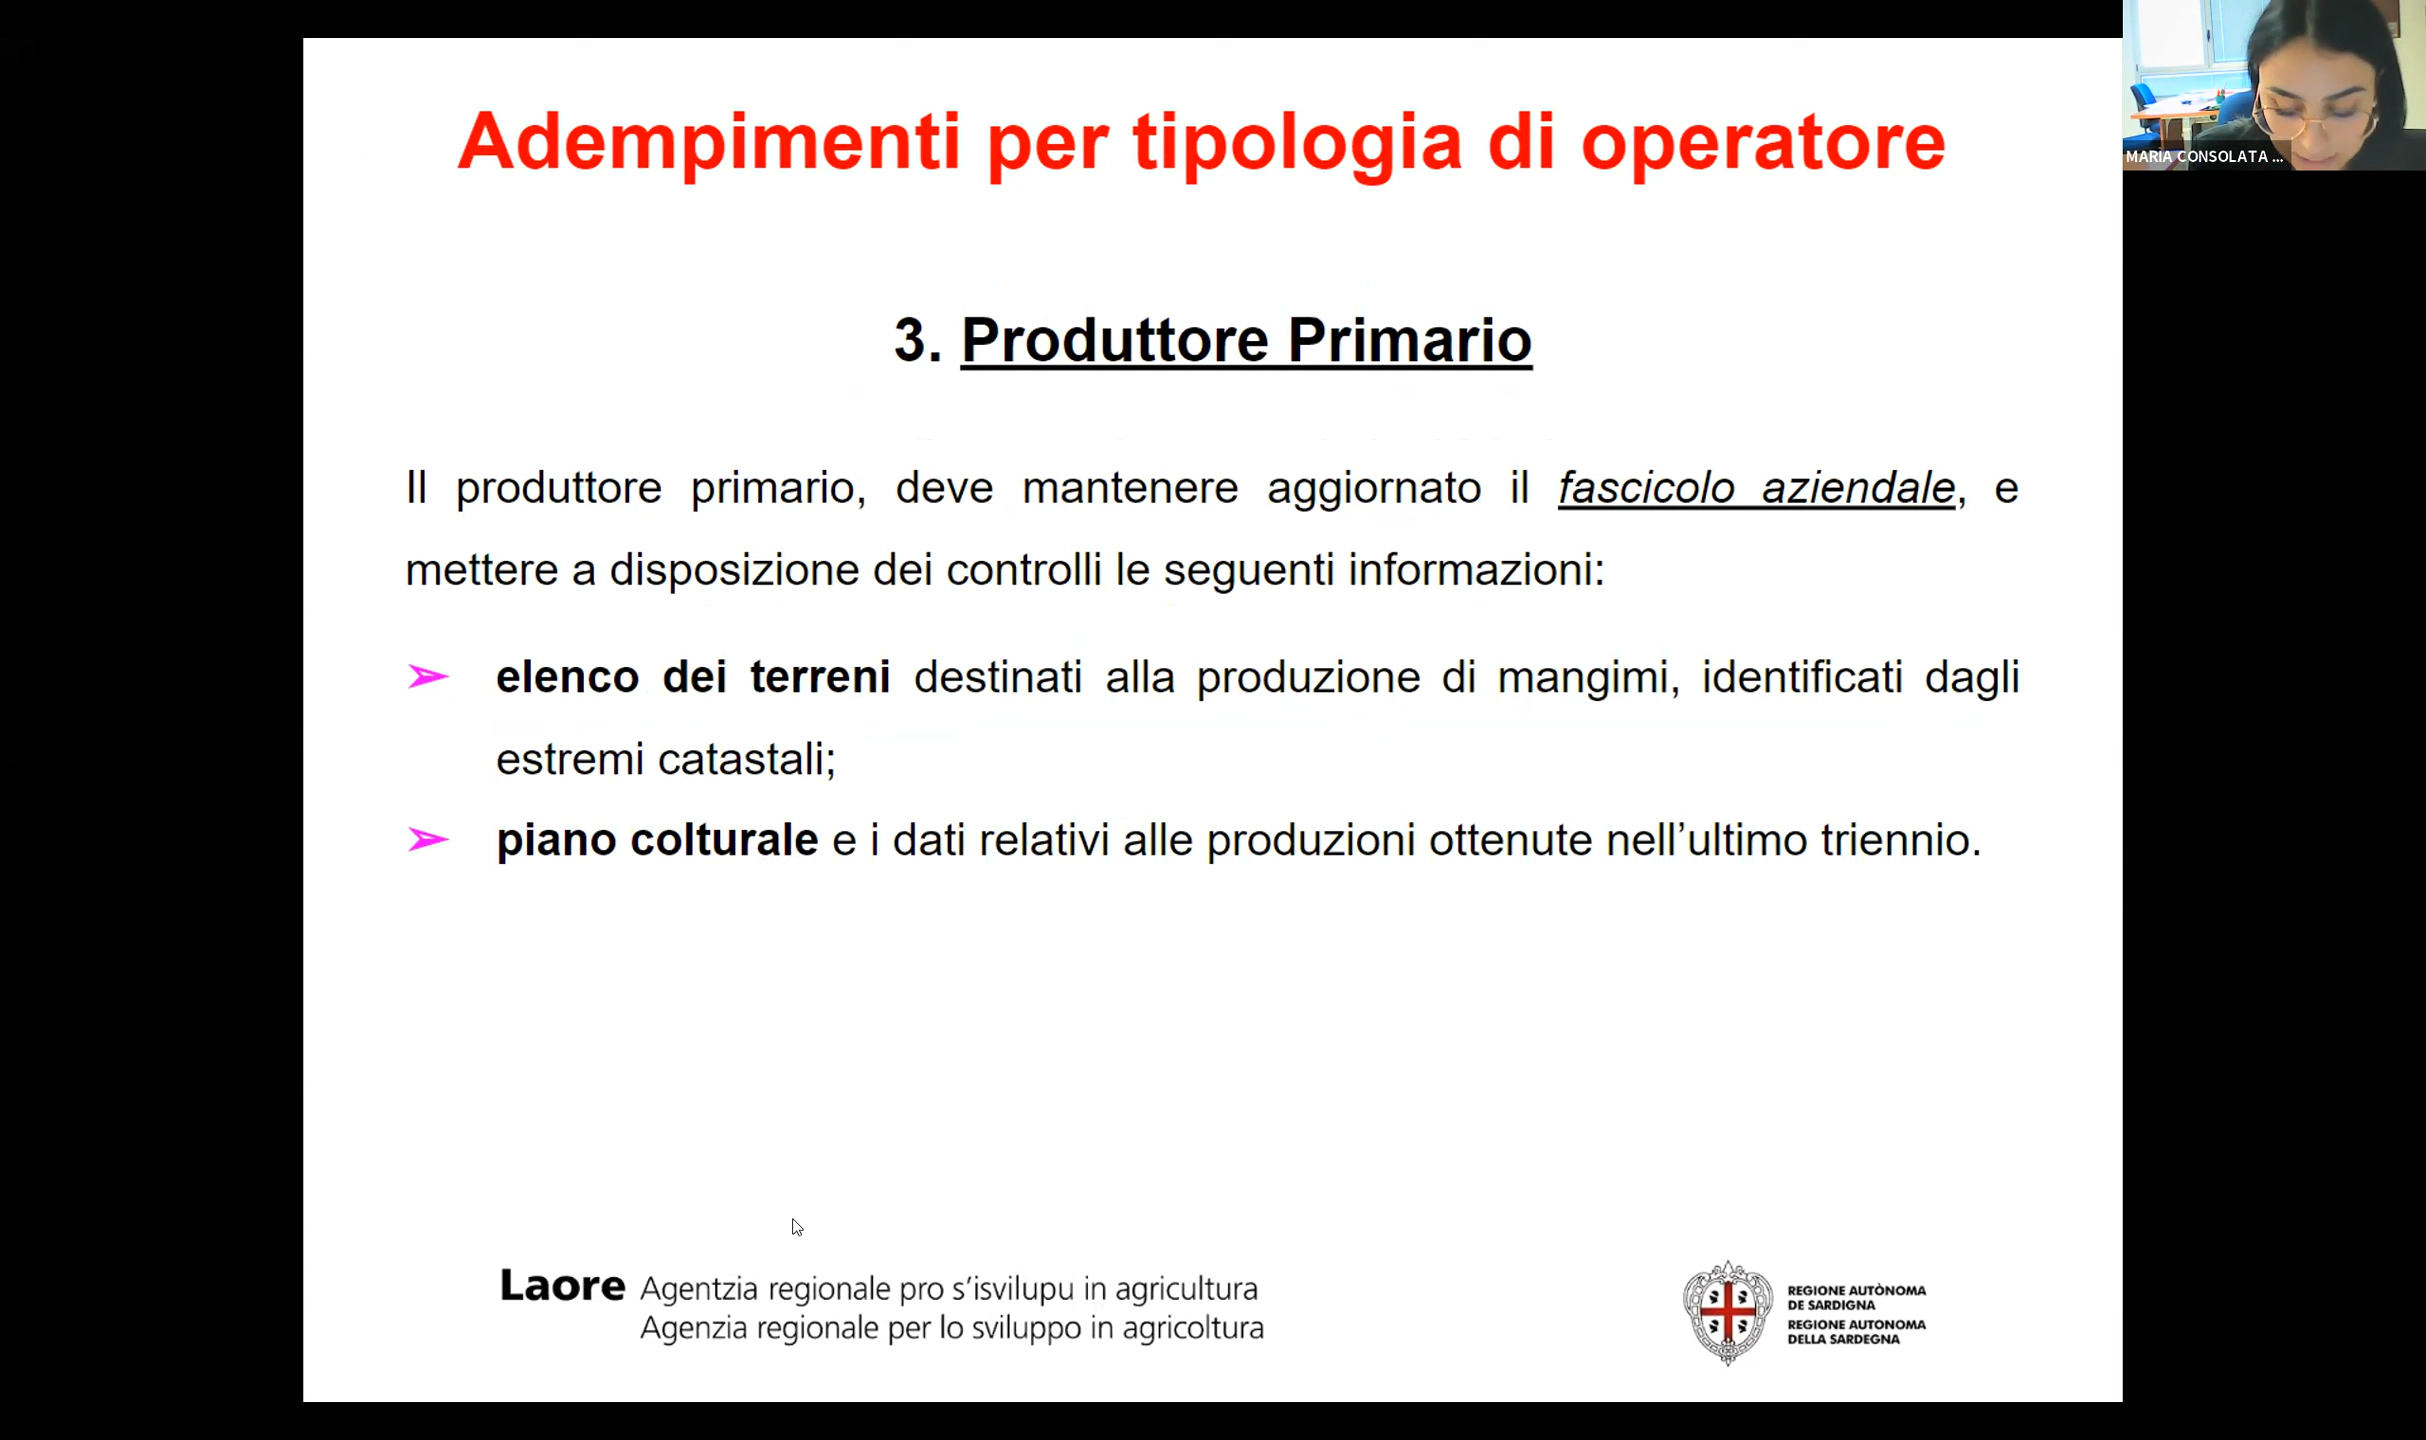 Adempimenti per tipologia di operatore
MARIA CONSOLATA ...
3. Produttore Primario
Il produttore primario, deve mantenere aggiornato il fascicolo aziendale, e
mettere a disposizione dei controlli le seguenti informazioni:
➢ elenco dei terreni destinati alla produzione di mangimi, identificati dagli
estremi catastali;
➢ piano colturale e i dati relativi alle produzioni ottenute nell’ultimo triennio.
Laore Agentzia regionale pro s’isvilupu in agricultura
Agenzia regionale per lo sviluppo in agricoltura
REGIONE AUTÒNOMA
DE SARDIGNA
REGIONE AUTONOMA
DELLA SARDEGNA